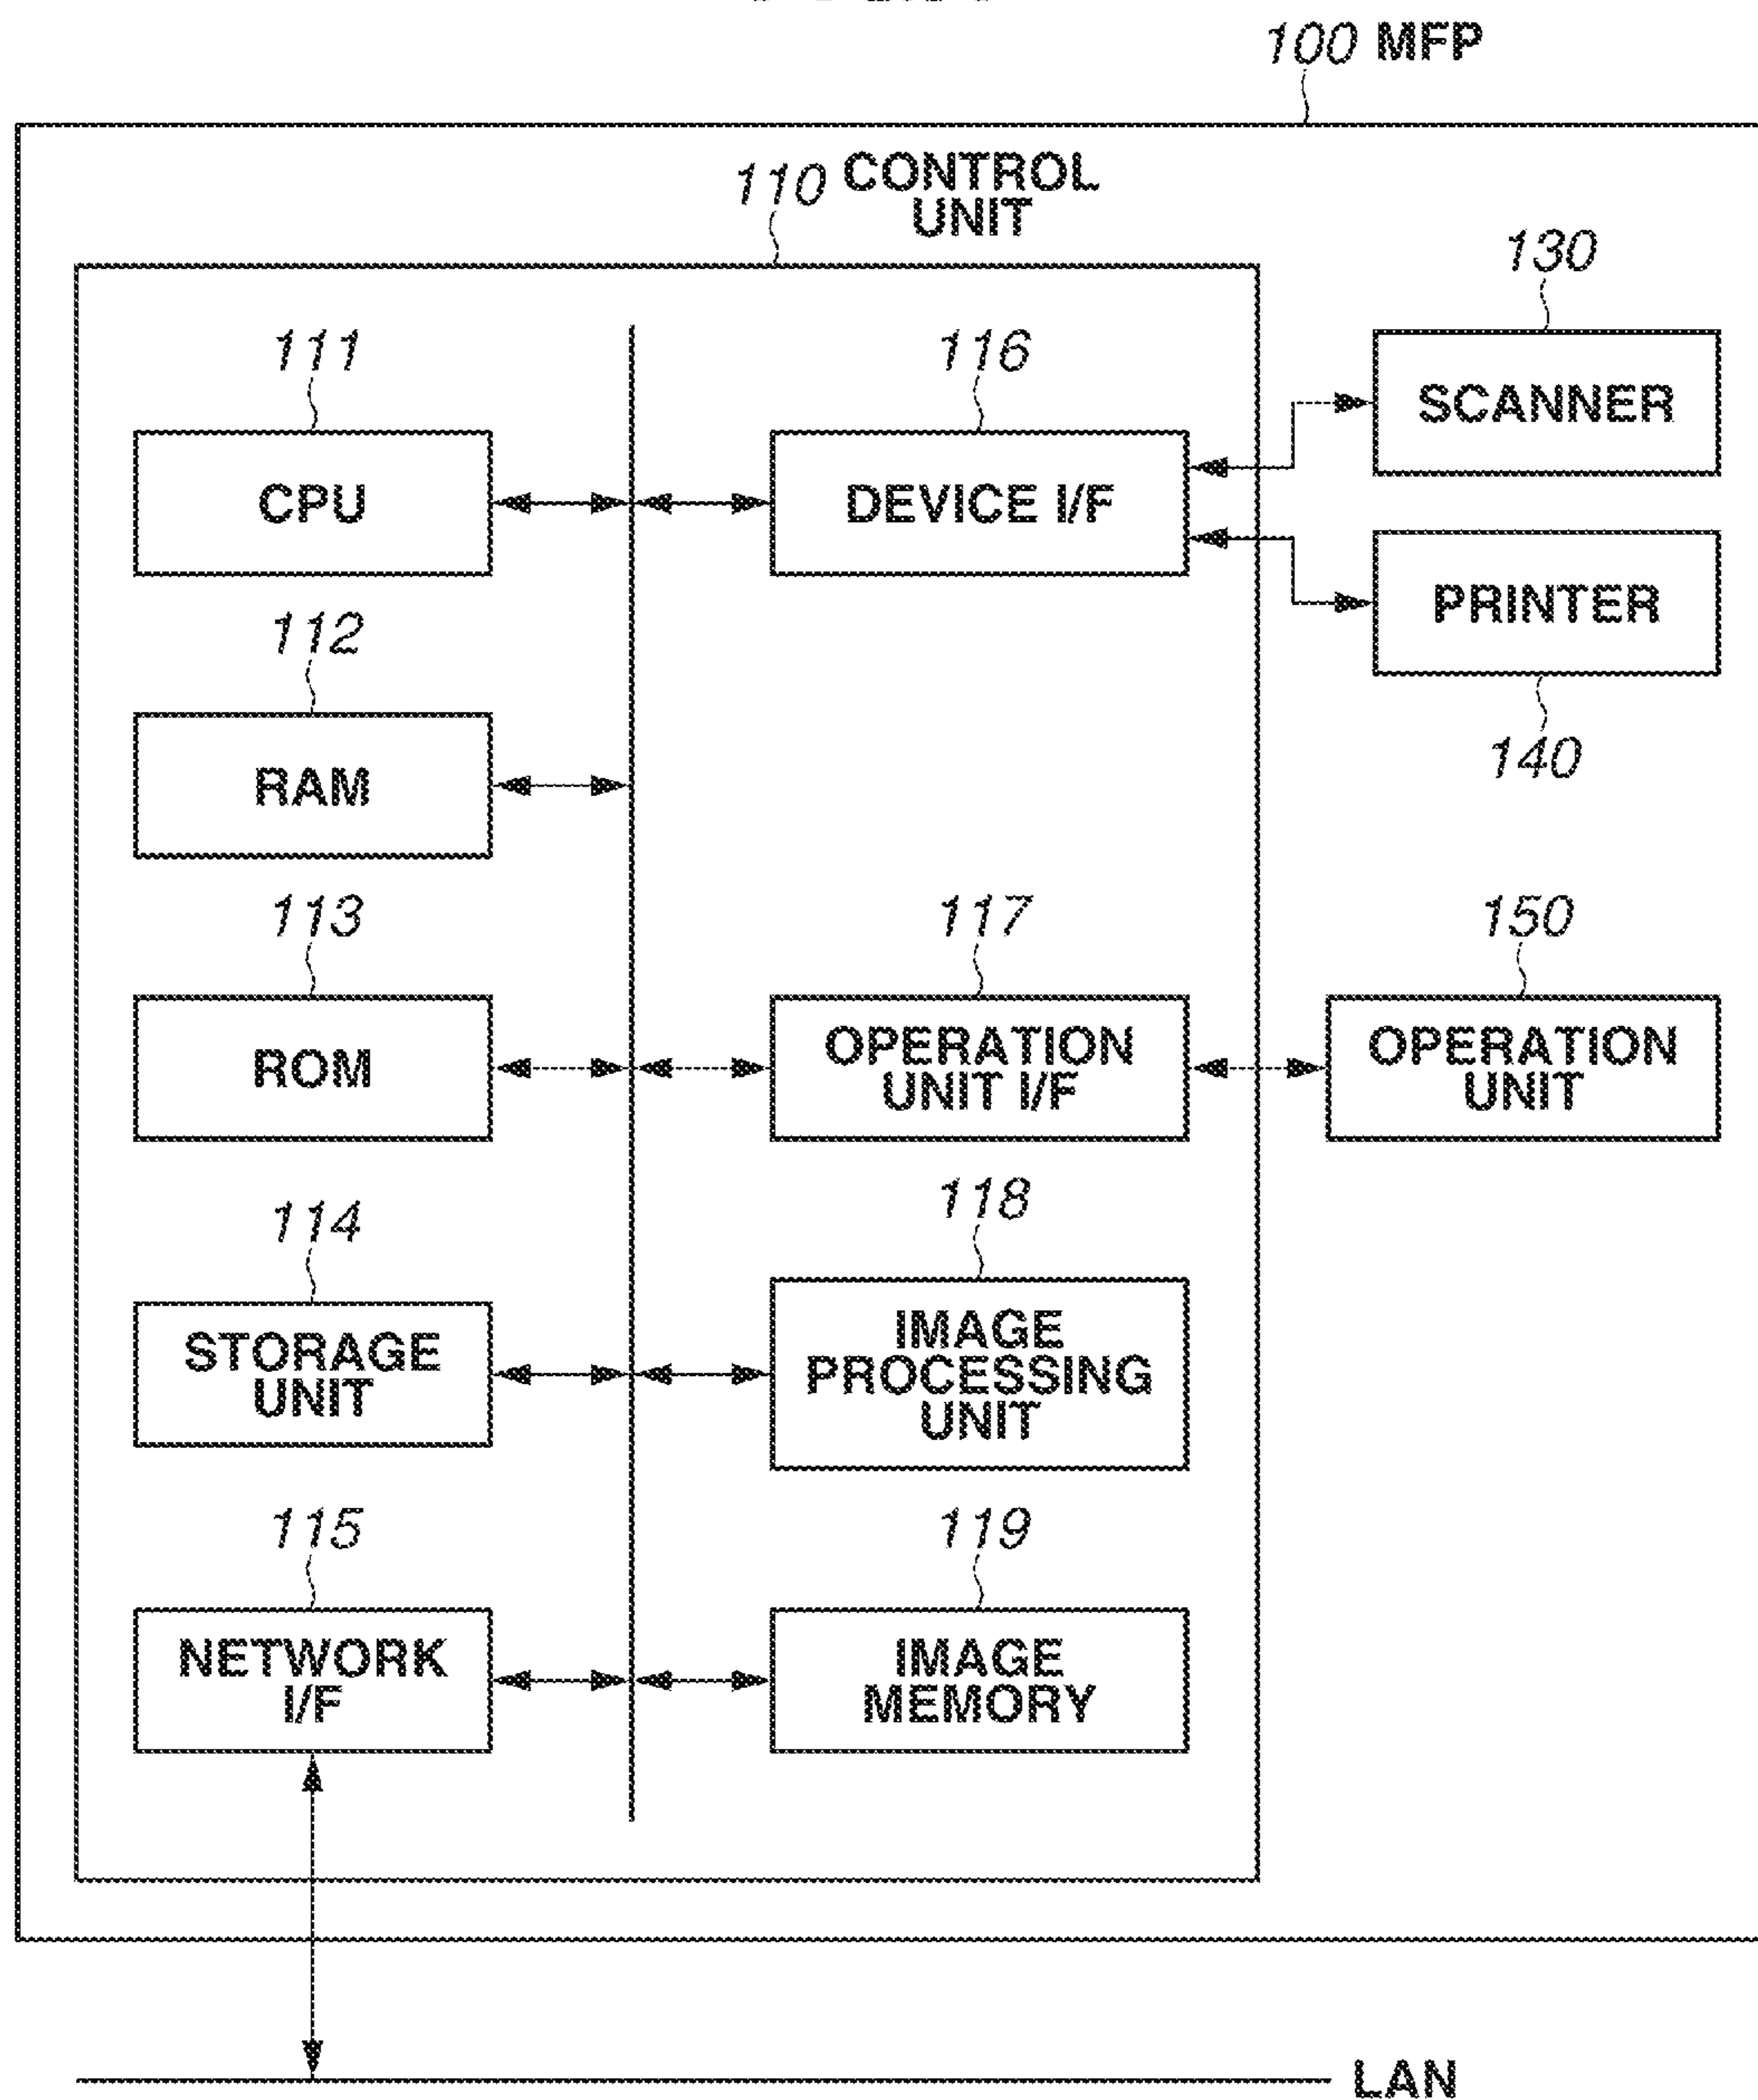 100 MFP
110 CONTROL
UNIT
130
111
116
SCANNER
CPU
DEVICE I/F
PRINTER
112
140
RAM
113
117
150
ROM
OPERATION
UNIT I/F
OPERATION
UNIT
114
118
STORAGE
UNIT
IMAGE
PROCESSING
UNIT
115
119
NETWORK
I/F
IMAGE
MEMORY
LAN